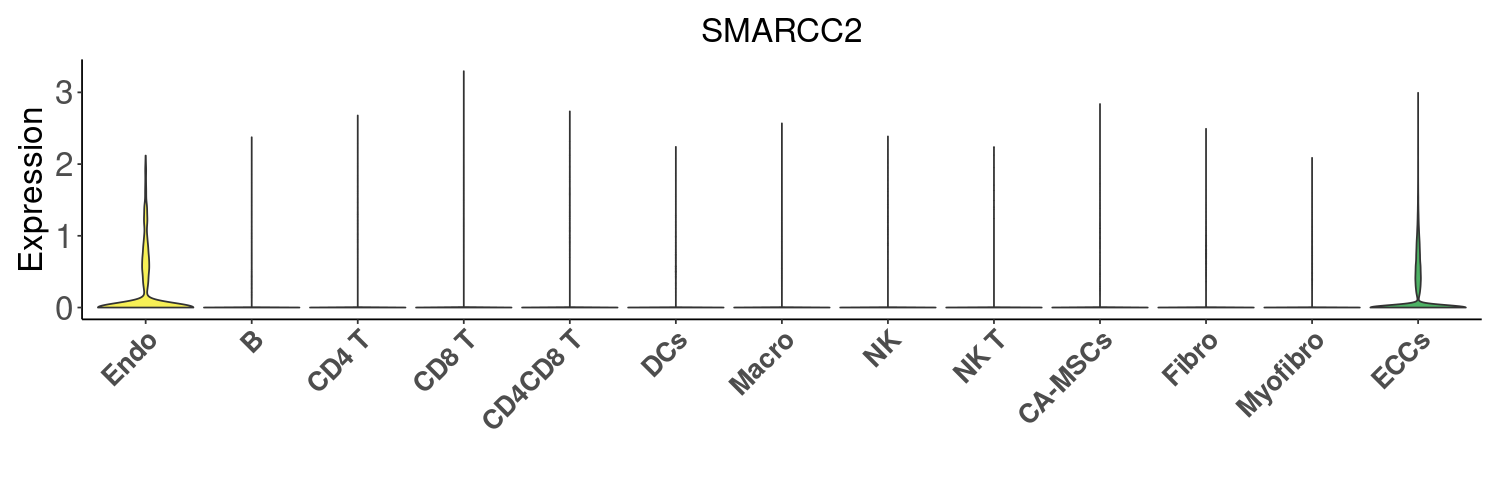 SMARCC2
Expression
3
2
1
0
Endo
B
CD4 T
CD8 T
CD4CD8 T
DCs
Macro
NK
NK T
CA-MSCs
Fibro
Myofibro
ECCs